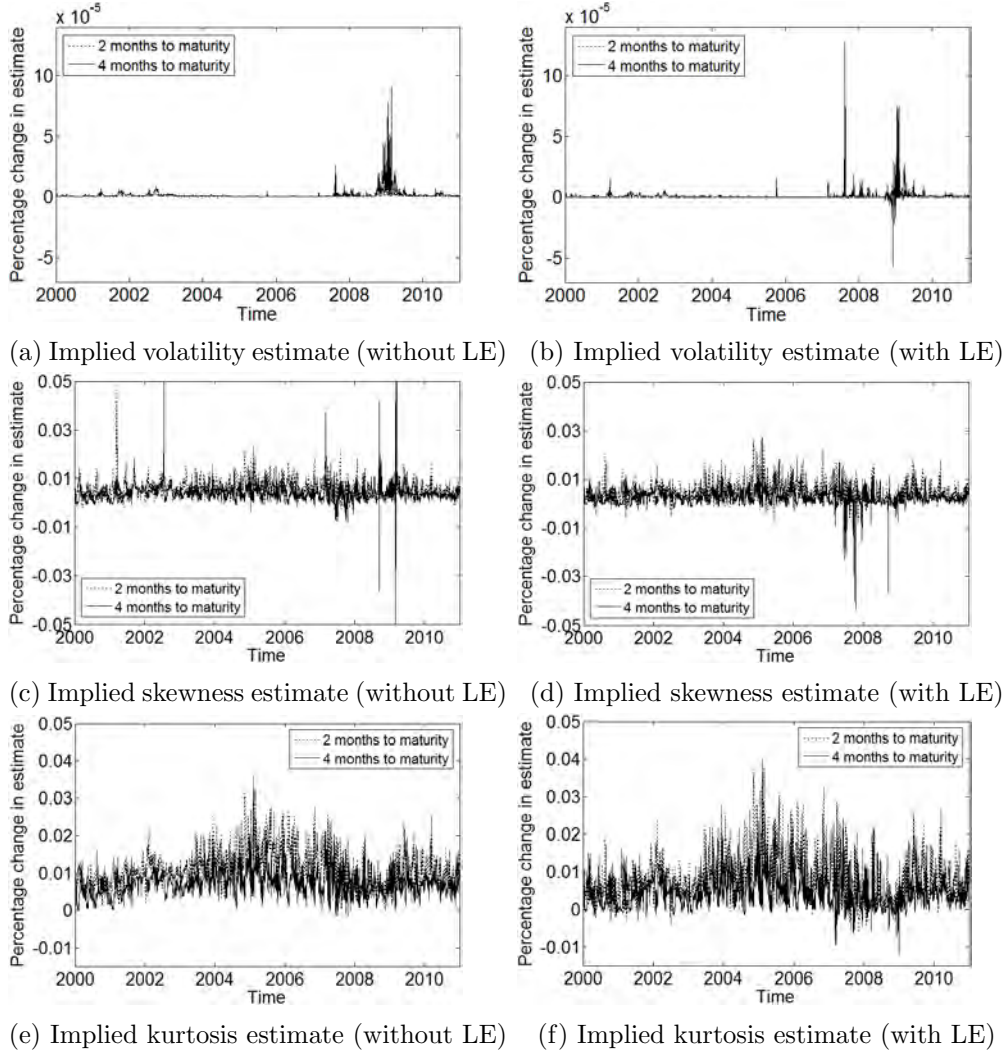 x 10⁻⁵
2 months to maturity
4 months to maturity
Percentage change in estimate
10
5
0
-5
2000 2002 2004 2006 2008 2010
Time
(a) Implied volatility estimate (without LE)
x 10⁻⁵
2 months to maturity
4 months to maturity
Percentage change in estimate
10
5
0
-5
2000 2002 2004 2006 2008 2010
Time
(b) Implied volatility estimate (with LE)
0.05
0.03
0.01
-0.01
-0.03
-0.05
Percentage change in estimate
2 months to maturity
4 months to maturity
2000 2002 2004 2006 2008 2010
Time
(c) Implied skewness estimate (without LE)
0.05
0.03
0.01
-0.01
-0.03
-0.05
Percentage change in estimate
2 months to maturity
4 months to maturity
2000 2002 2004 2006 2008 2010
Time
(d) Implied skewness estimate (with LE)
0.05
0.04
0.03
0.02
0.01
0
-0.01
Percentage change in estimate
2 months to maturity
4 months to maturity
2000 2002 2004 2006 2008 2010
Time
(e) Implied kurtosis estimate (without LE)
0.05
0.04
0.03
0.02
0.01
0
-0.01
Percentage change in estimate
2 months to maturity
4 months to maturity
2000 2002 2004 2006 2008 2010
Time
(f) Implied kurtosis estimate (with LE)